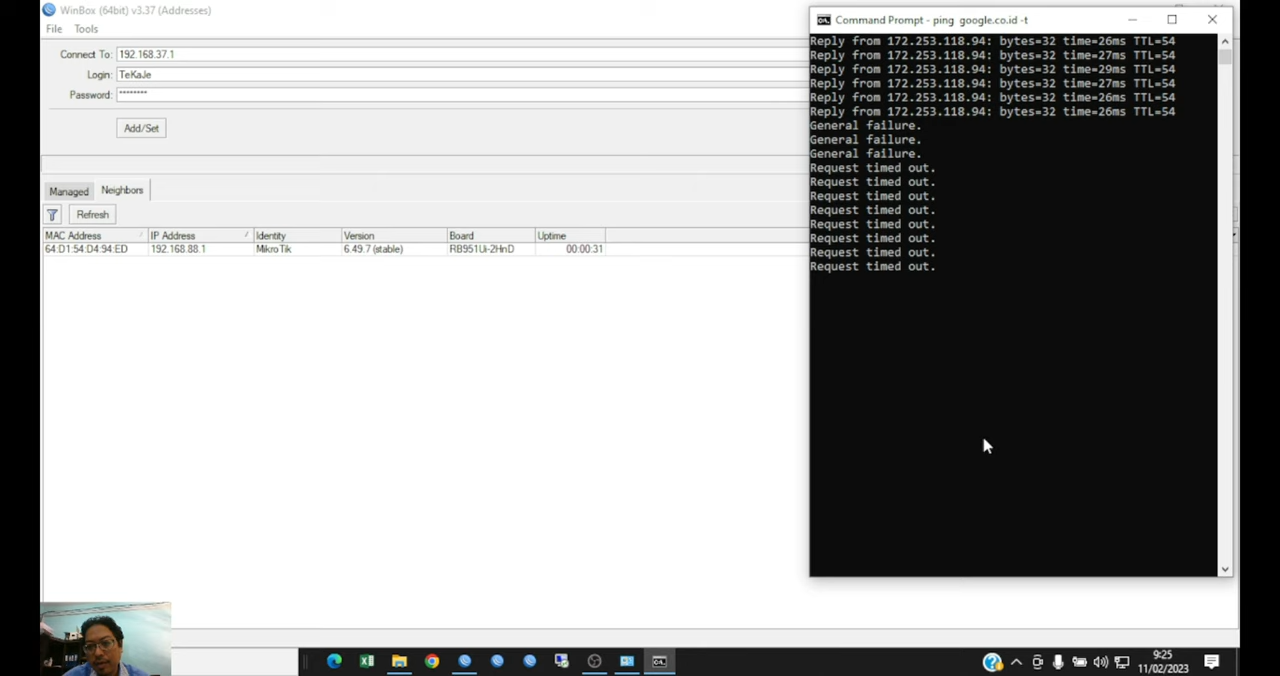 WinBox (64bit) v3.37 (Addresses)
File Tools
Connect To: 192.168.37.1
Login: TeKaJe
Password: ********
Add/Set
Managed Neighbors
Refresh
MAC Address IP Address Identity Version Board Uptime
64:D1:54:D4:94:ED 192.168.88.1 MikroTik 6.49.7 (stable) RB951Ui-2HnD 00:00:31
Command Prompt - ping google.co.id -t
Reply from 172.253.118.94: bytes=32 time=26ms TTL=54
Reply from 172.253.118.94: bytes=32 time=27ms TTL=54
Reply from 172.253.118.94: bytes=32 time=29ms TTL=54
Reply from 172.253.118.94: bytes=32 time=27ms TTL=54
Reply from 172.253.118.94: bytes=32 time=26ms TTL=54
Reply from 172.253.118.94: bytes=32 time=26ms TTL=54
General failure.
General failure.
General failure.
Request timed out.
Request timed out.
Request timed out.
Request timed out.
Request timed out.
Request timed out.
Request timed out.
Request timed out.
9:25
11/02/2023